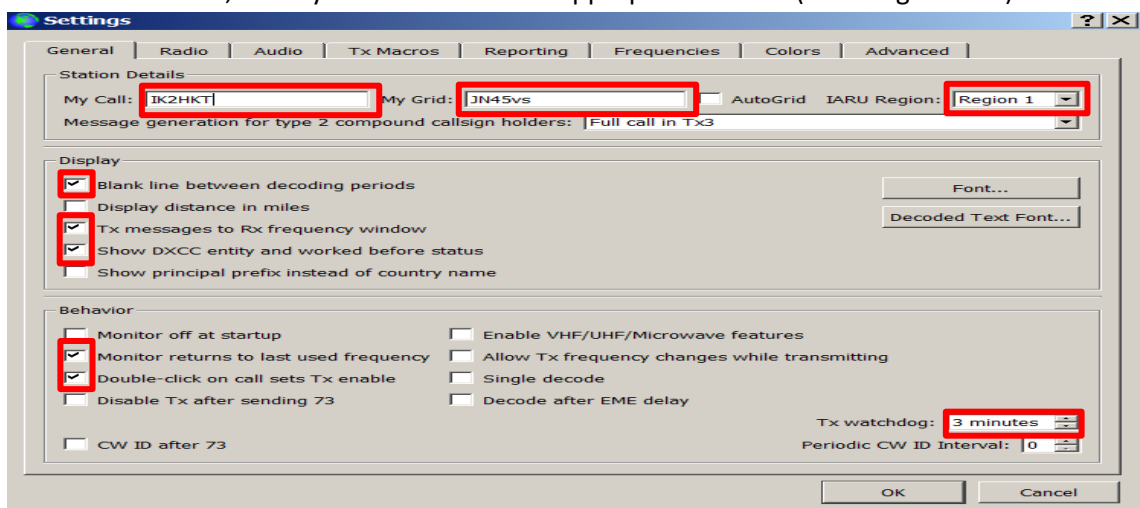 Settings
General Radio Audio Tx Macros Reporting Frequencies Colors Advanced
Station Details
My Call: IK2HKT My Grid: JN45vs AutoGrid IARU Region: Region 1
Message generation for type 2 compound callsign holders: Full call in Tx3
Display
Blank line between decoding periods Font...
Display distance in miles Decoded Text Font...
Tx messages to Rx frequency window
Show DXCC entity and worked before status
Show principal prefix instead of country name
Behavior
Monitor off at startup Enable VHF/UHF/Microwave features
Monitor returns to last used frequency Allow Tx frequency changes while transmitting
Double-click on call sets Tx enable Single decode
Disable Tx after sending 73 Decode after EME delay
Tx watchdog: 3 minutes
CW ID after 73 Periodic CW ID Interval: 0
OK Cancel